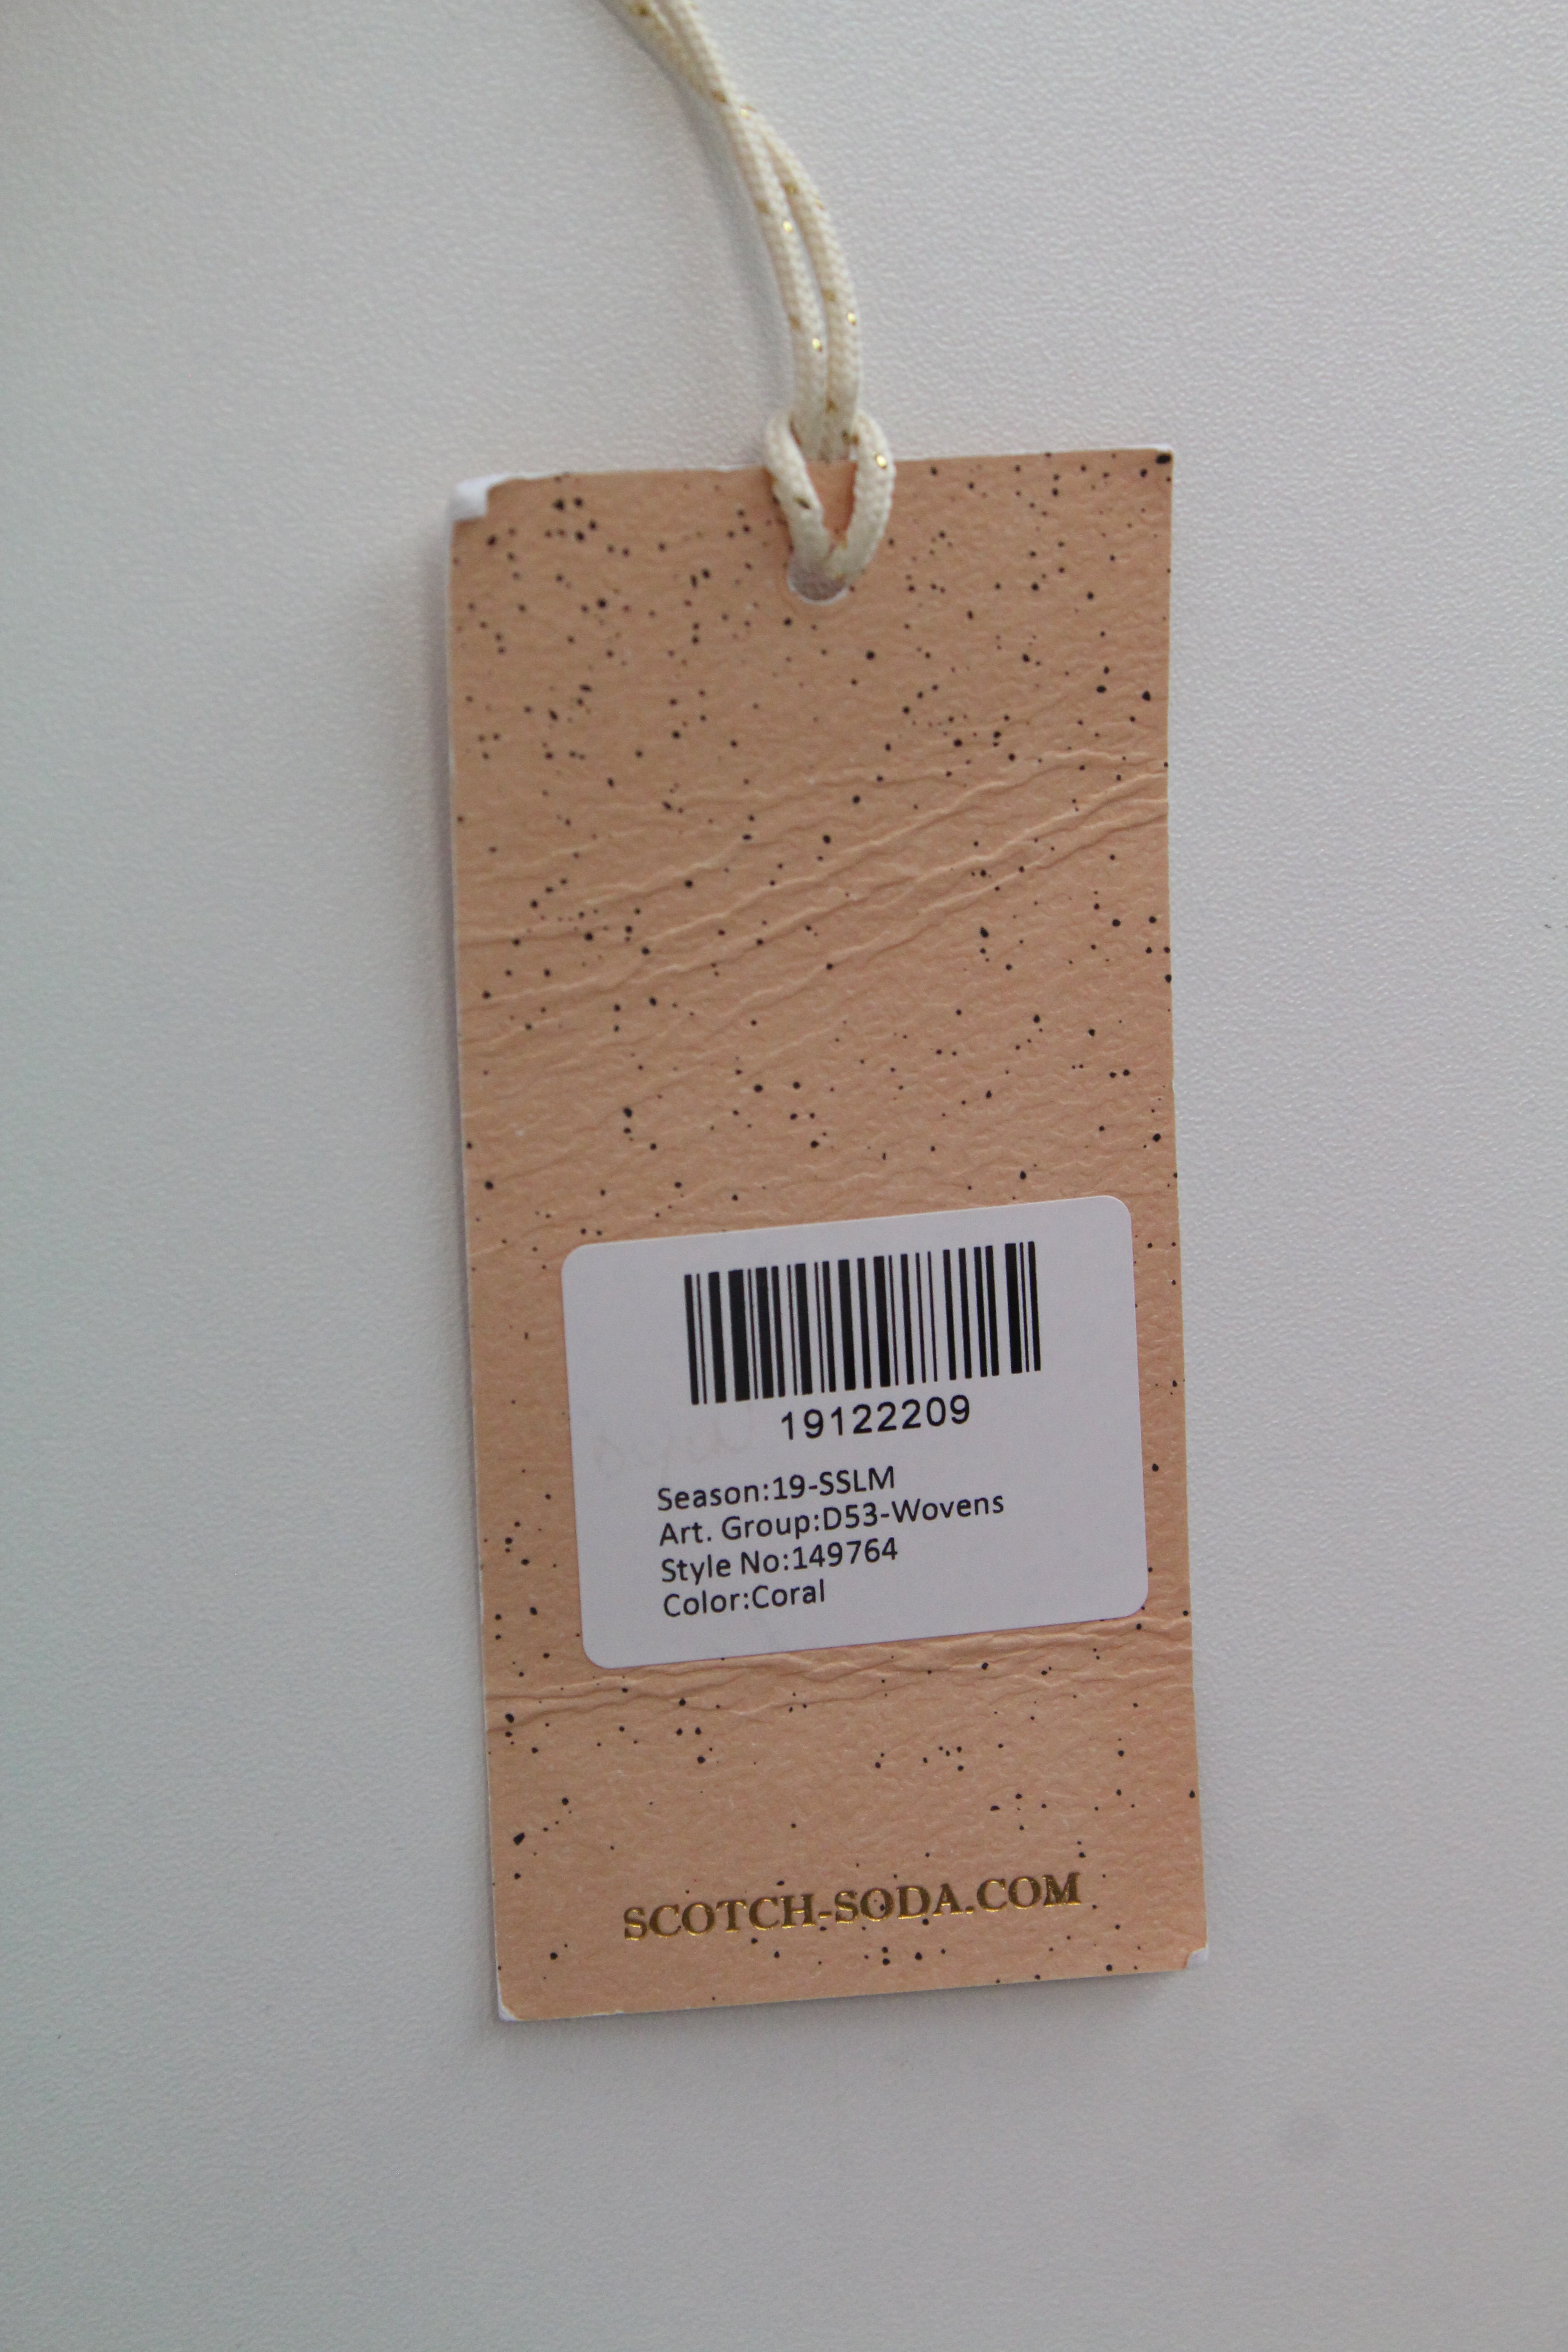 19122209
Season:19-SSLM
Art. Group:D53-Wovens
Style No:149764
Color:Coral
SCOTCH-SODA.COM